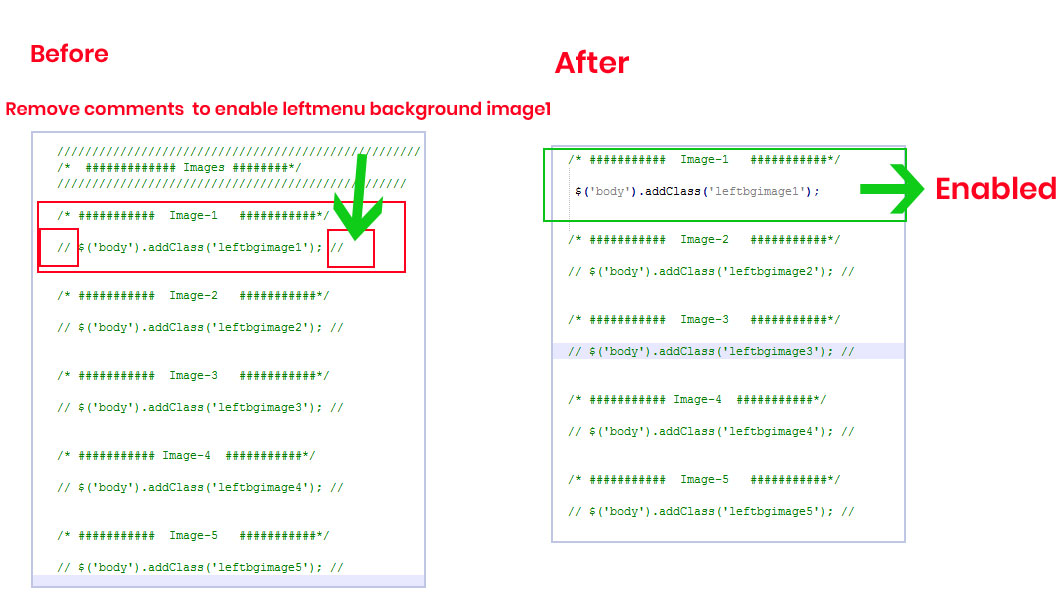 Before
Remove comments  to enable leftmenu background image1
////////////////////////////////////////////////////
/*  ############# Images ########*/
//////////////////////////////////////////////////
/* ###########  Image-1   ###########*/
// $('body').addClass('leftbgimage1'); //
/* ###########  Image-2   ###########*/
// $('body').addClass('leftbgimage2'); //
/* ###########  Image-3   ###########*/
// $('body').addClass('leftbgimage3'); //
/* ########### Image-4  ###########*/
// $('body').addClass('leftbgimage4'); //
/* ###########  Image-5   ###########*/
// $('body').addClass('leftbgimage5'); //
After
/* ###########  Image-1   ###########*/
$('body').addClass('leftbgimage1');
Enabled
/* ###########  Image-2   ###########*/
// $('body').addClass('leftbgimage2'); //
/* ###########  Image-3   ###########*/
// $('body').addClass('leftbgimage3'); //
/* ########### Image-4  ###########*/
// $('body').addClass('leftbgimage4'); //
/* ###########  Image-5   ###########*/
// $('body').addClass('leftbgimage5'); //